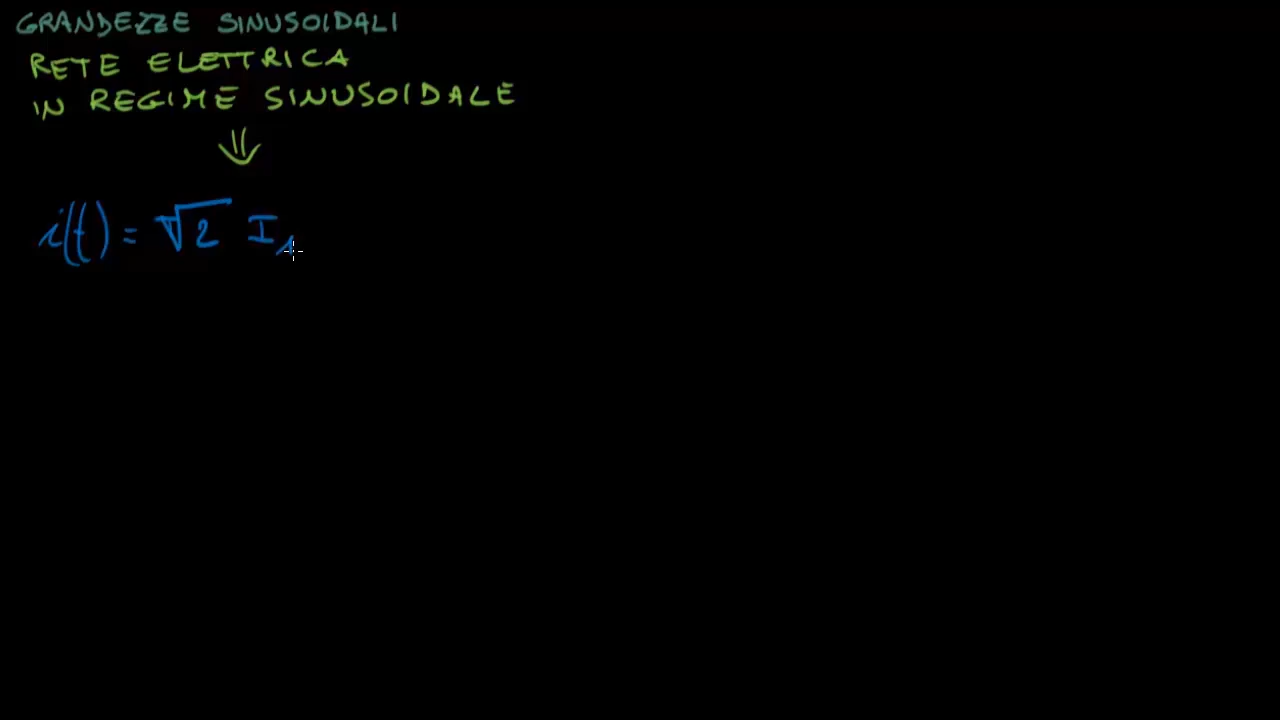 GRANDEZZE SINUSOIDALI
RETE ELETTRICA
IN REGIME SINUSOIDALE
⇓
i(t) = √2 I